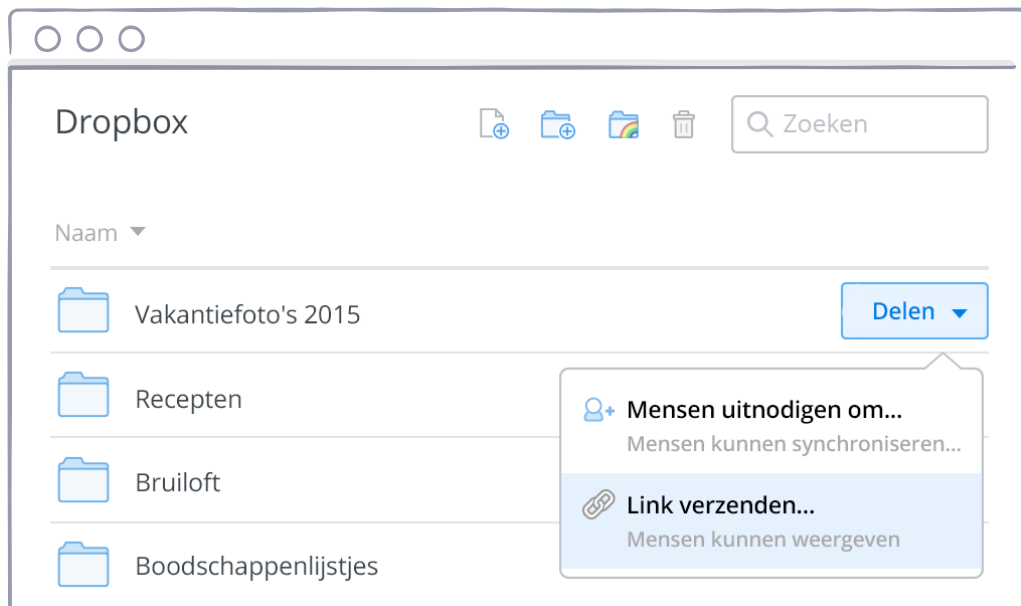 Dropbox
Zoeken
Naam
Vakantiefoto's 2015
Delen
Recepten
Mensen uitnodigen om...
Mensen kunnen synchroniseren...
Bruiloft
Link verzenden...
Mensen kunnen weergeven
Boodschappenlijstjes